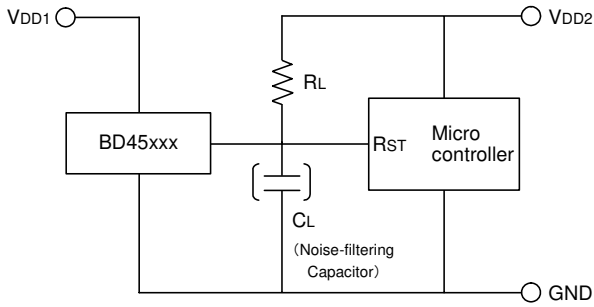 VDD1
VDD2
RL
BD45xxx
RST
Micro
controller
CL
（Noise-filtering
Capacitor）
GND